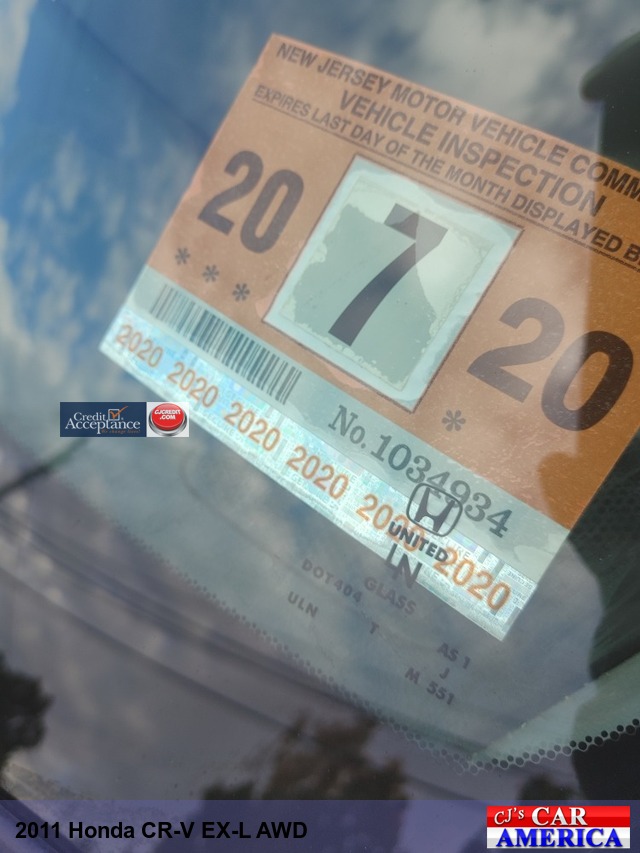 NEW JERSEY MOTOR VEHICLE COMM
VEHICLE INSPECTION
EXPIRES LAST DAY OF THE MONTH DISPLAYED B
20 7 20
* * * *
No. 1034934
2020 2020 2020 2020 2020 2020
Credit Acceptance
CJCREDIT
.COM
H
UNITED
LN
GLASS
DOT404 T AS 1
ULN J
M 551
2011 Honda CR-V EX-L AWD
CJ's CAR
AMERICA